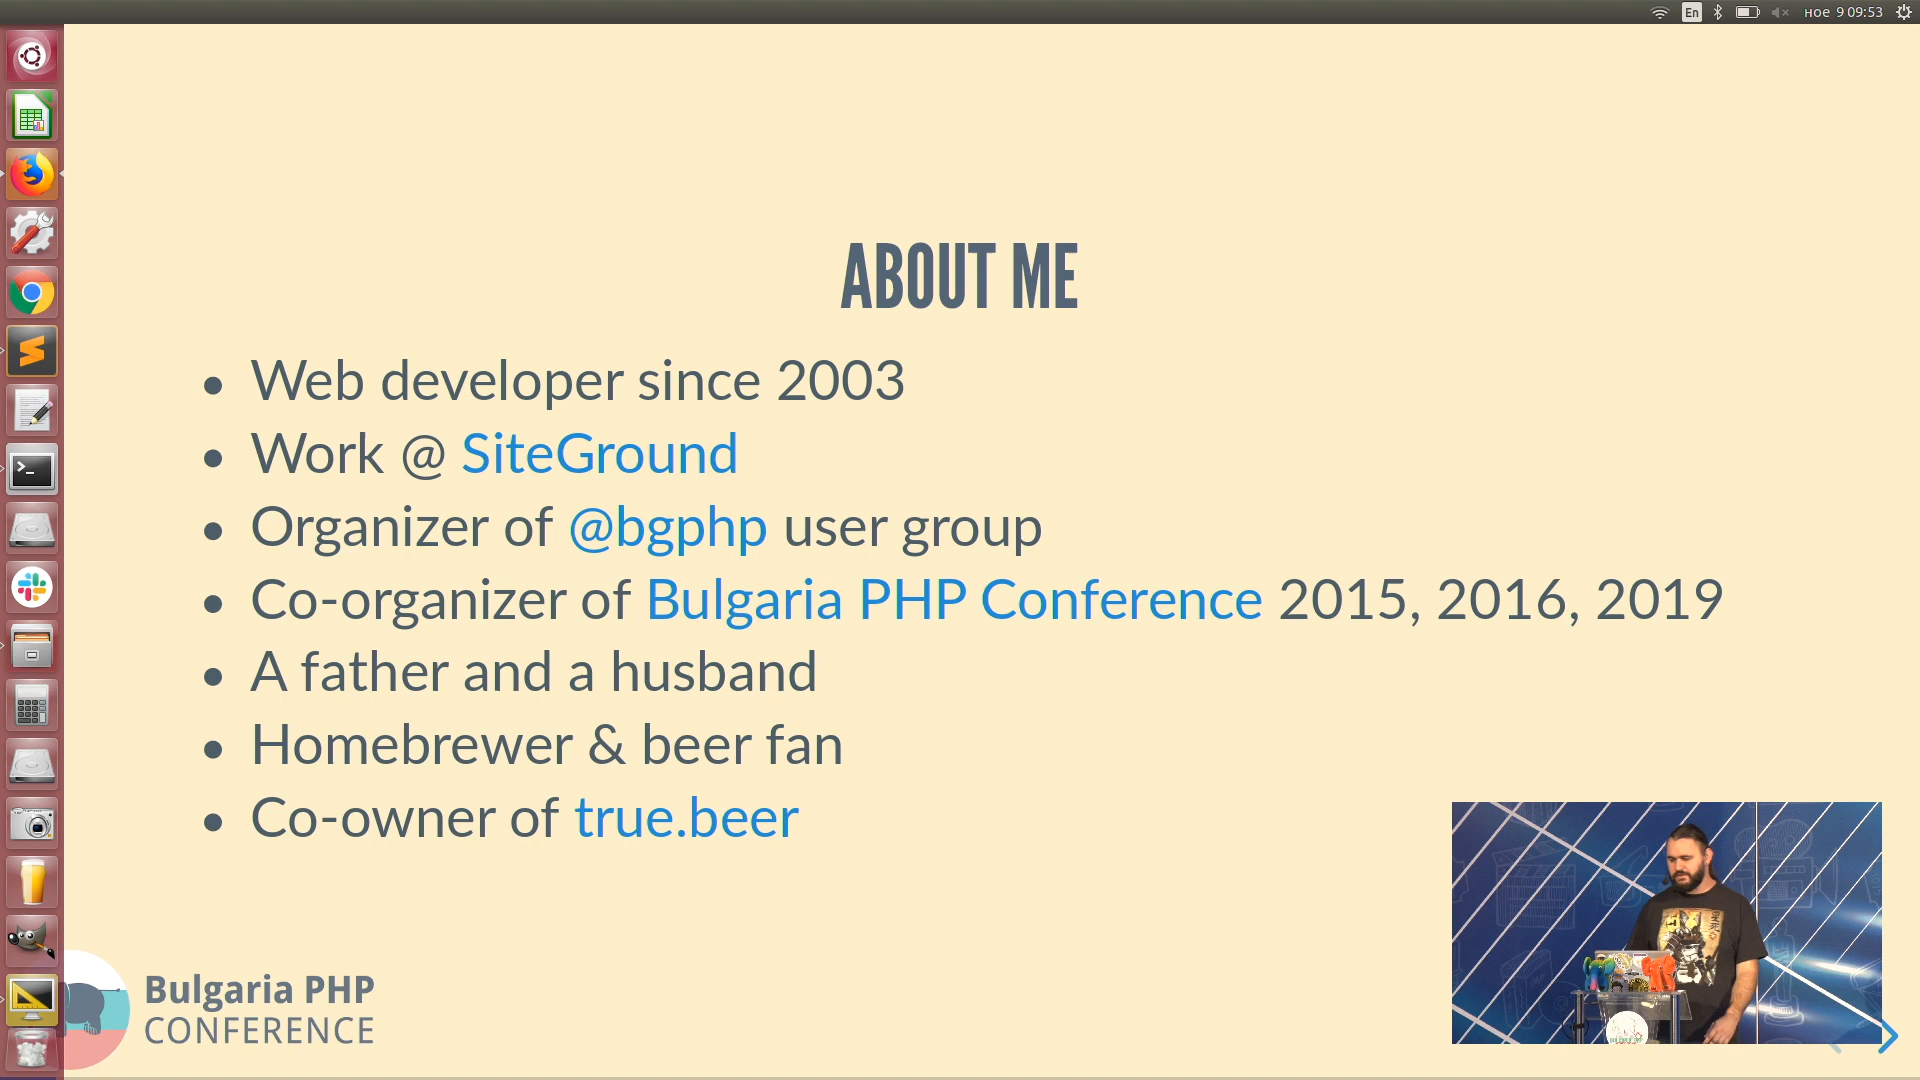 En
ное 9 09:53
ABOUT ME
• Web developer since 2003
• Work @ SiteGround
• Organizer of @bgphp user group
• Co-organizer of Bulgaria PHP Conference 2015, 2016, 2019
• A father and a husband
• Homebrewer & beer fan
• Co-owner of true.beer
Bulgaria PHP
CONFERENCE